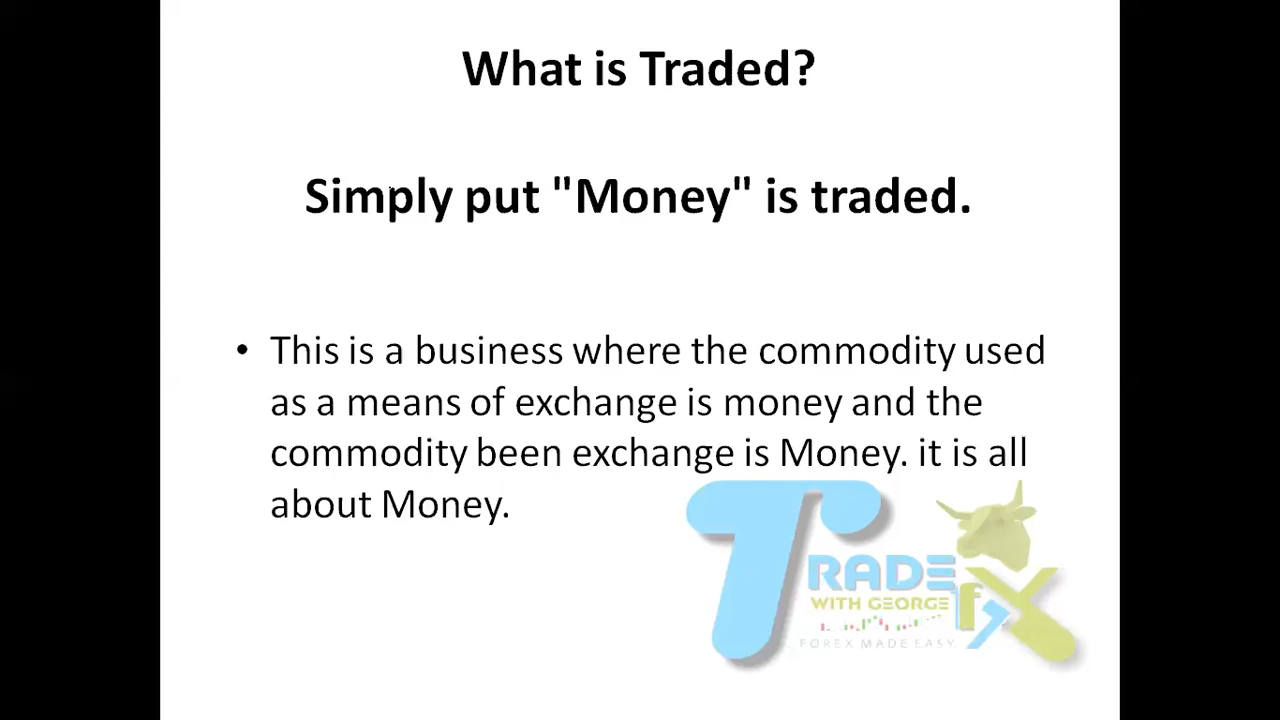 What is Traded?
Simply put "Money" is traded.
• This is a business where the commodity used
as a means of exchange is money and the
commodity been exchange is Money. it is all
about Money.
TRADE
WITH GEORGE fx
FOREX MADE EASY